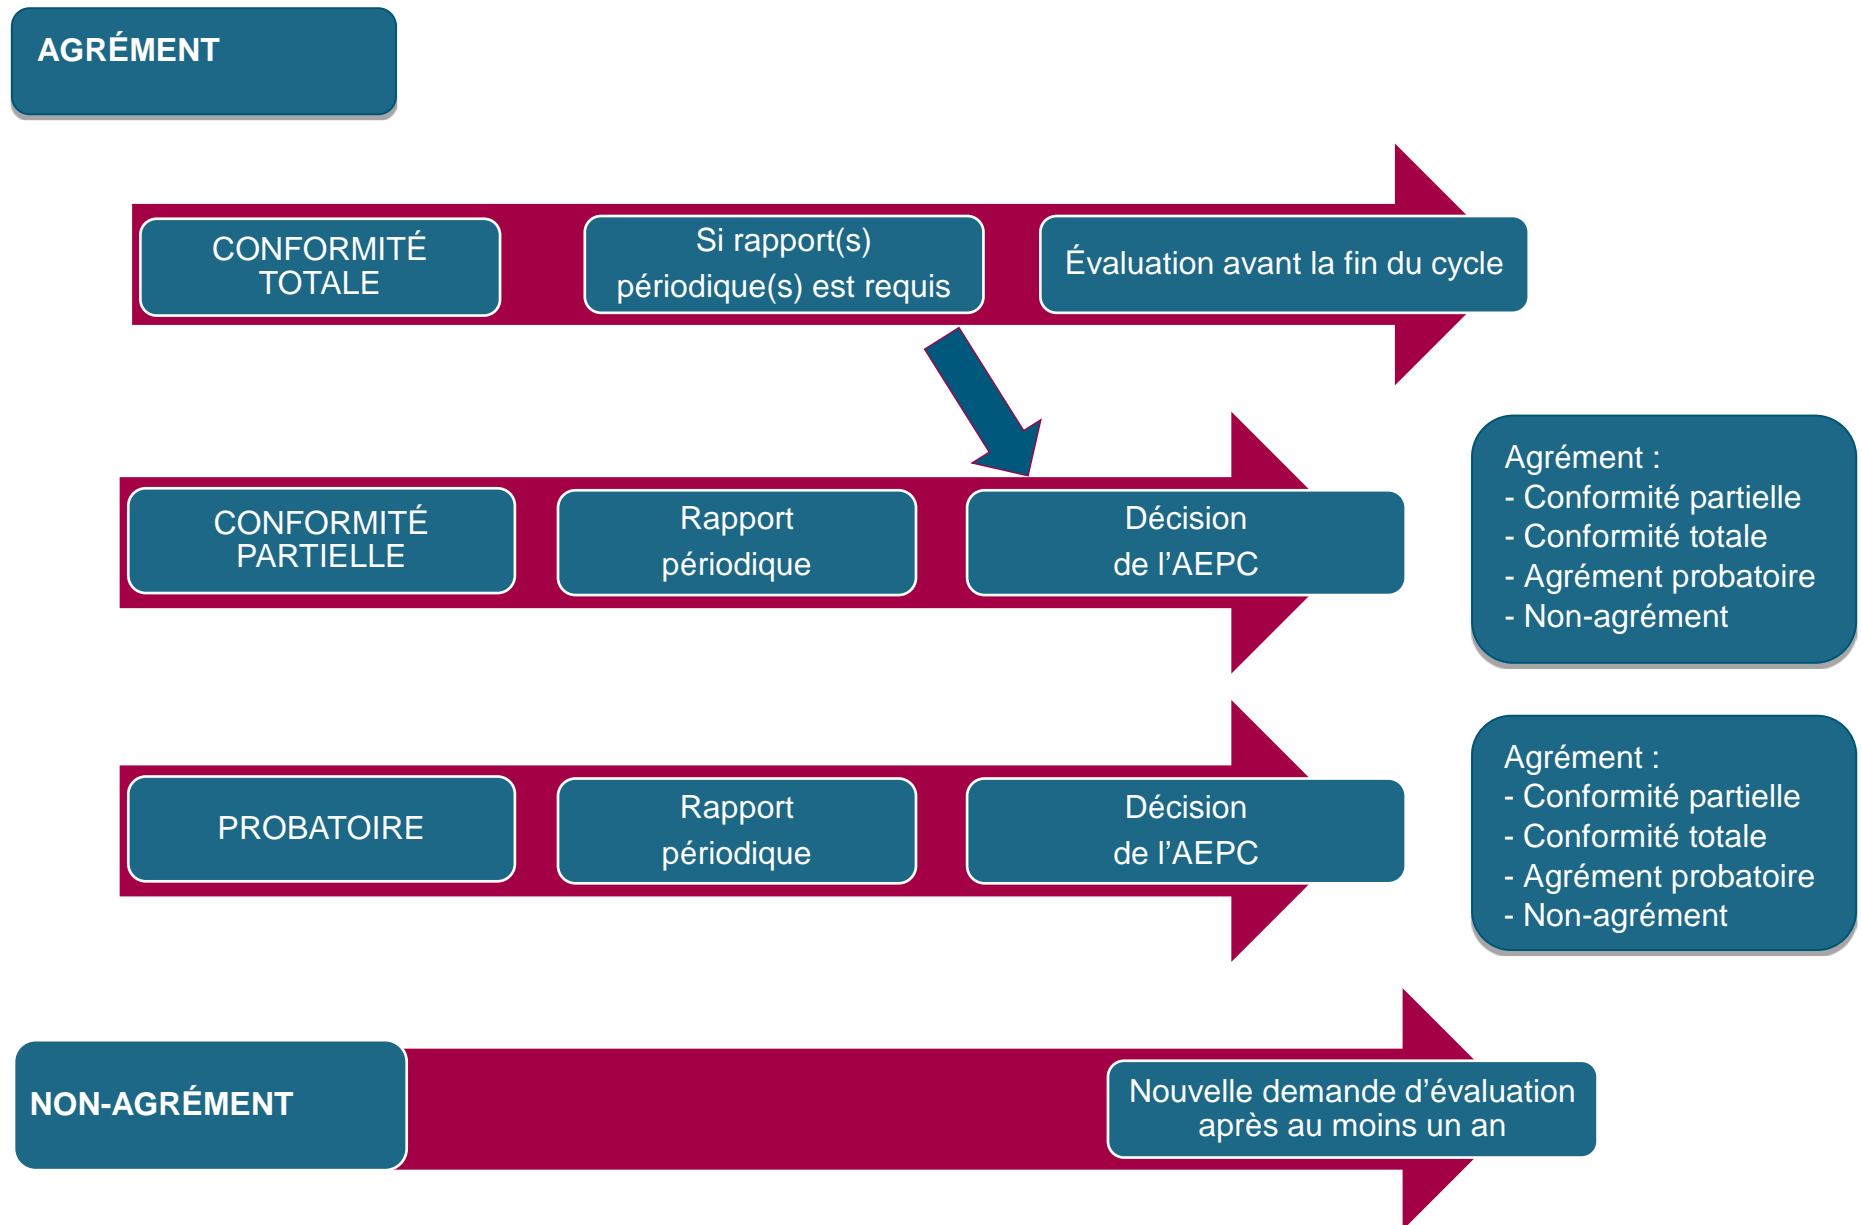 AGRÉMENT
CONFORMITÉ
TOTALE
Si rapport(s)
périodique(s) est requis
Évaluation avant la fin du cycle
CONFORMITÉ
PARTIELLE
Rapport
périodique
Décision
de l’AEPC
Agrément :
- Conformité partielle
- Conformité totale
- Agrément probatoire
- Non-agrément
PROBATOIRE
Rapport
périodique
Décision
de l’AEPC
Agrément :
- Conformité partielle
- Conformité totale
- Agrément probatoire
- Non-agrément
NON-AGRÉMENT
Nouvelle demande d’évaluation
après au moins un an